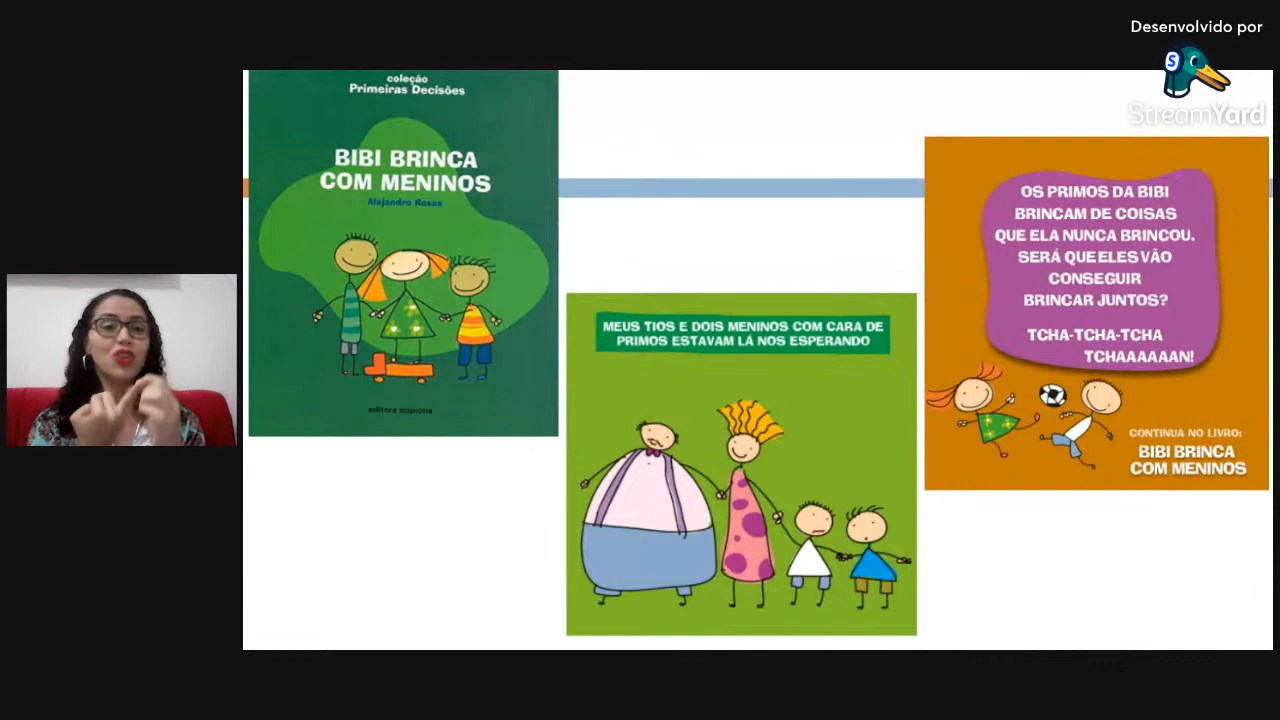 Desenvolvido por
StreamYard
coleção
Primeiras Decisões
BIBI BRINCA
COM MENINOS
Alejandro Rosas
editora scipione
MEUS TIOS E DOIS MENINOS COM CARA DE
PRIMOS ESTAVAM LÁ NOS ESPERANDO
OS PRIMOS DA BIBI
BRINCAM DE COISAS
QUE ELA NUNCA BRINCOU.
SERÁ QUE ELES VÃO
CONSEGUIR
BRINCAR JUNTOS?
TCHA-TCHA-TCHA
TCHAAAAAAN!
CONTINUA NO LIVRO:
BIBI BRINCA
COM MENINOS